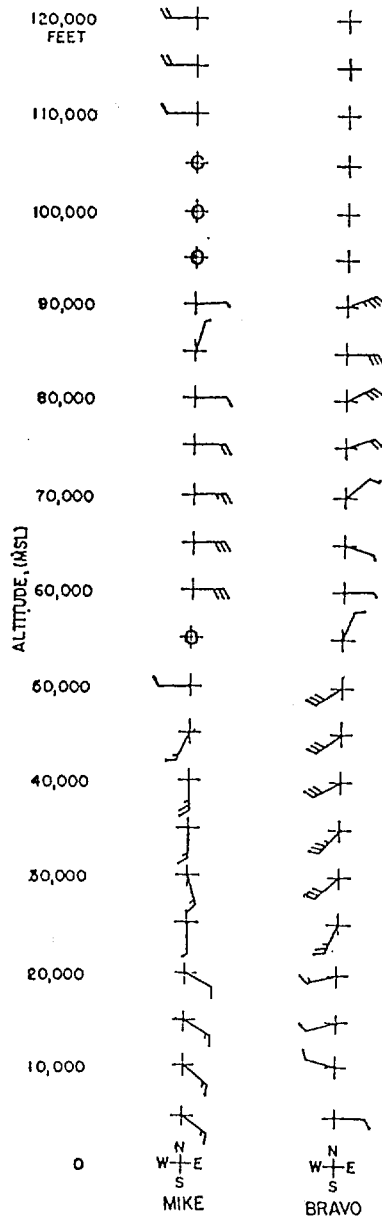 120,000
FEET
110,000
100,000
90,000
80,000
70,000
ALTITUDE, (MSL)
60,000
50,000
40,000
30,000
20,000
10,000
0
N
W E
S
MIKE
N
W E
S
BRAVO